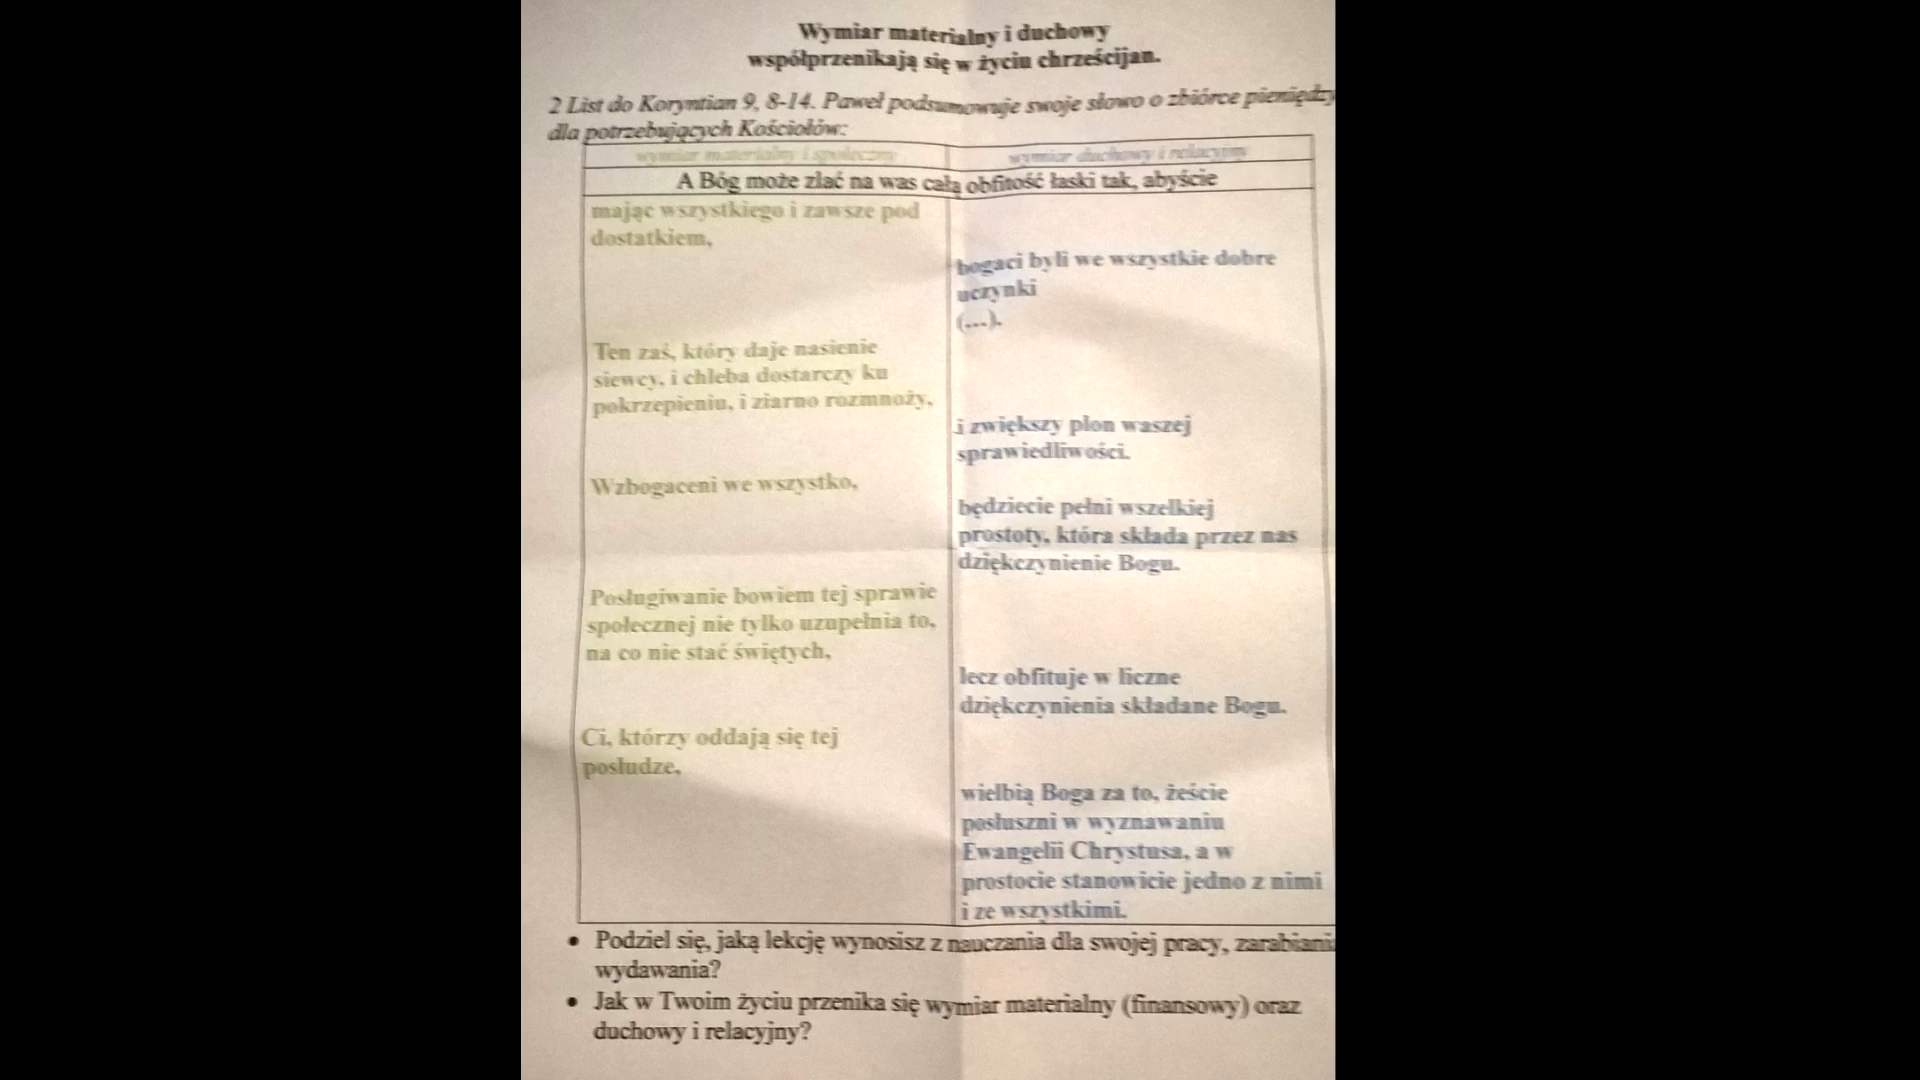 Wymiar materialny i duchowy
współprzenikają się w życiu chrześcijan.
2 List do Koryntian 9, 8-14. Paweł podsumowuje swoje słowo o zbiórce pieniędzy
dla potrzebujących Kościołów:
wymiar materialny i społeczny wymiar duchowy i relacyjny
A Bóg może zlać na was całą obfitość łaski tak, abyście
mając wszystkiego i zawsze pod
dostatkiem,
bogaci byli we wszystkie dobre
uczynki
(...).
Ten zaś, który daje nasienie
siewcy, i chleba dostarczy ku
pokrzepieniu, i ziarno rozmnoży,
i zwiększy plon waszej
sprawiedliwości.
Wzbogaceni we wszystko,
będziecie pełni wszelkiej
prostoty, która składa przez nas
dziękczynienie Bogu.
Posługiwanie bowiem tej sprawie
społecznej nie tylko uzupełnia to,
na co nie stać świętych,
lecz obfituje w liczne
dziękczynienia składane Bogu.
Ci, którzy oddają się tej
posłudze,
wielbią Boga za to, żeście
posłuszni w wyznawaniu
Ewangelii Chrystusa, a w
prostocie stanowicie jedno z nimi
i ze wszystkimi.
• Podziel się, jaką lekcję wynosisz z nauczania dla swojej pracy, zarabiani
wydawania?
• Jak w Twoim życiu przenika się wymiar materialny (finansowy) oraz
duchowy i relacyjny?